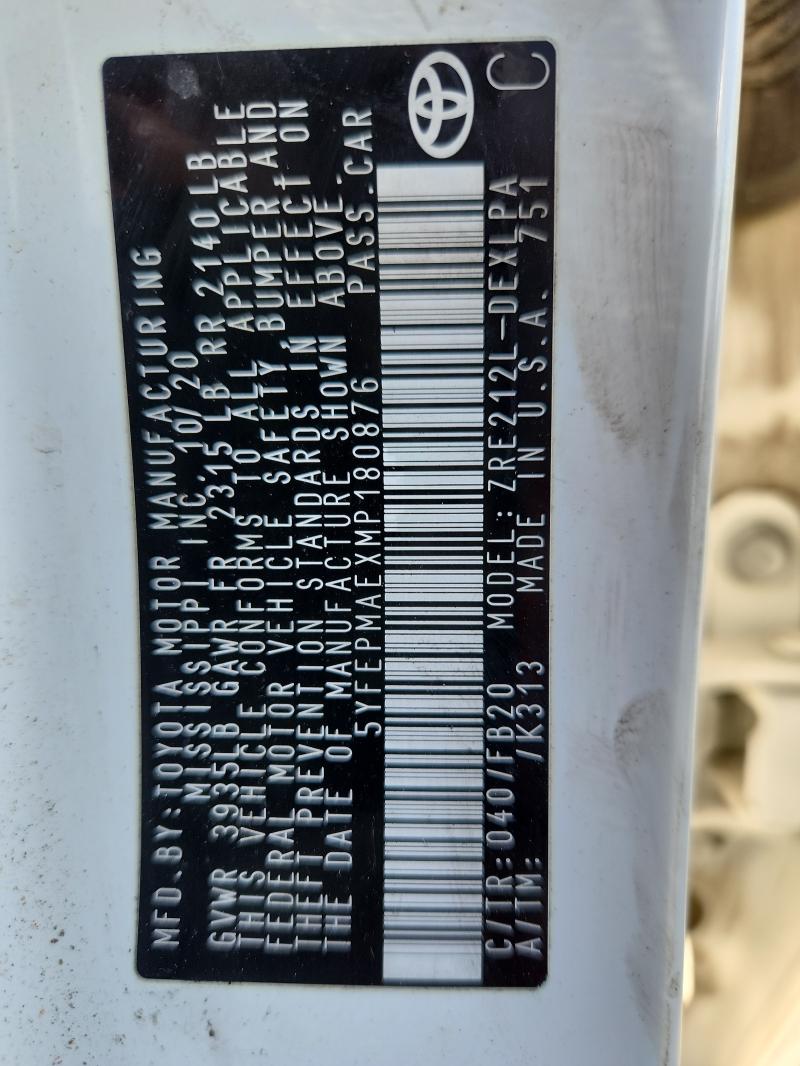 MFD.BY:TOYOTA MOTOR MANUFACTURING
MISSISSIPPI INC. 10/20
GVWR 3935LB GAWR FR 2315 LB RR 2140LB
THIS VEHICLE CONFORMS TO ALL APPLICABLE
FEDERAL MOTOR VEHICLE SAFETY, BUMPER AND
THEFT PREVENTION STANDARDS IN EFFECT ON
THE DATE OF MANUFACTURE SHOWN ABOVE.
5YFEPMAEXMP180876 PASS.CAR
C/TR:040/FB20 MODEL:ZRE212L-DEXLPA
A/TM: /K313 MADE IN U.S.A. 751 C